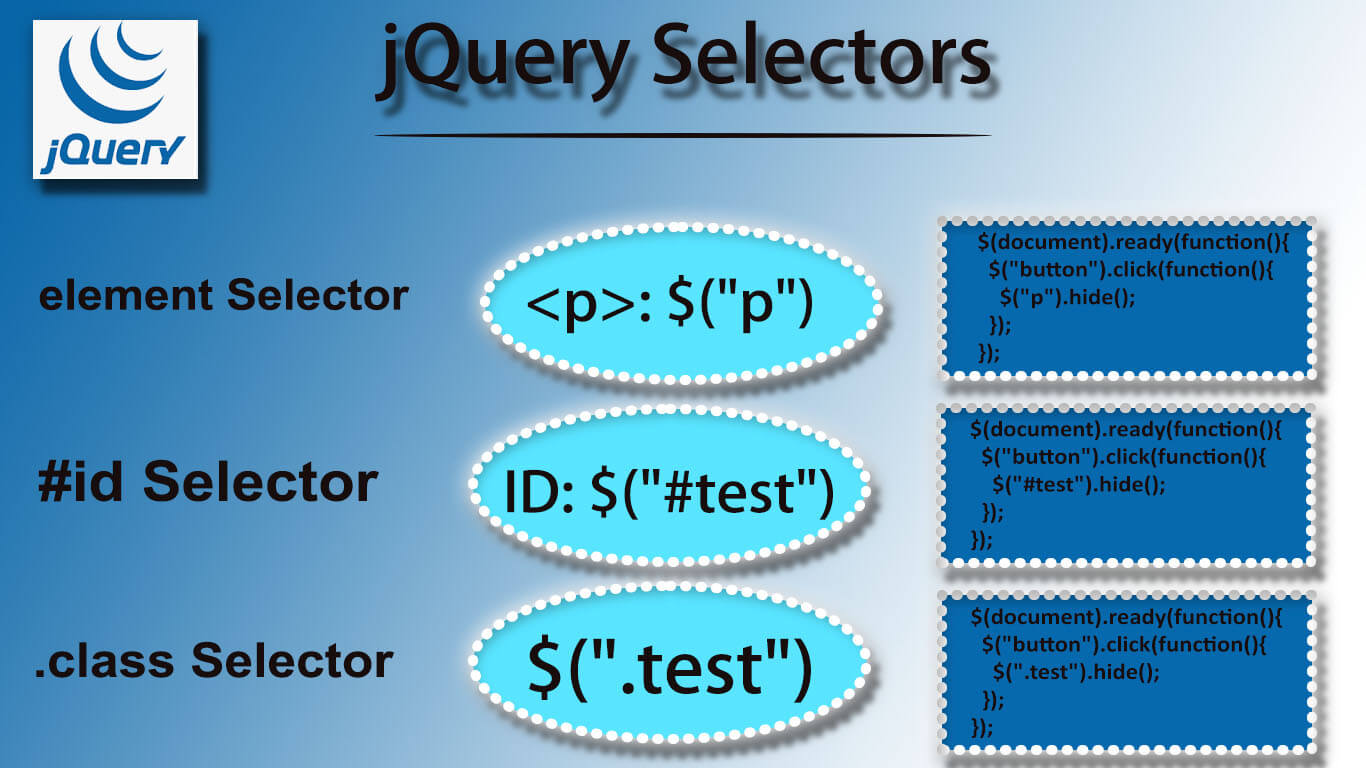 jQuery
jQuery Selectors
element Selector
<p>: $("p")
$(document).ready(function(){
$("button").click(function(){
$("p").hide();
});
});
#id Selector
ID: $("#test")
$(document).ready(function(){
$("button").click(function(){
$("#test").hide();
});
});
.class Selector
$(".test")
$(document).ready(function(){
$("button").click(function(){
$(".test").hide();
});
});